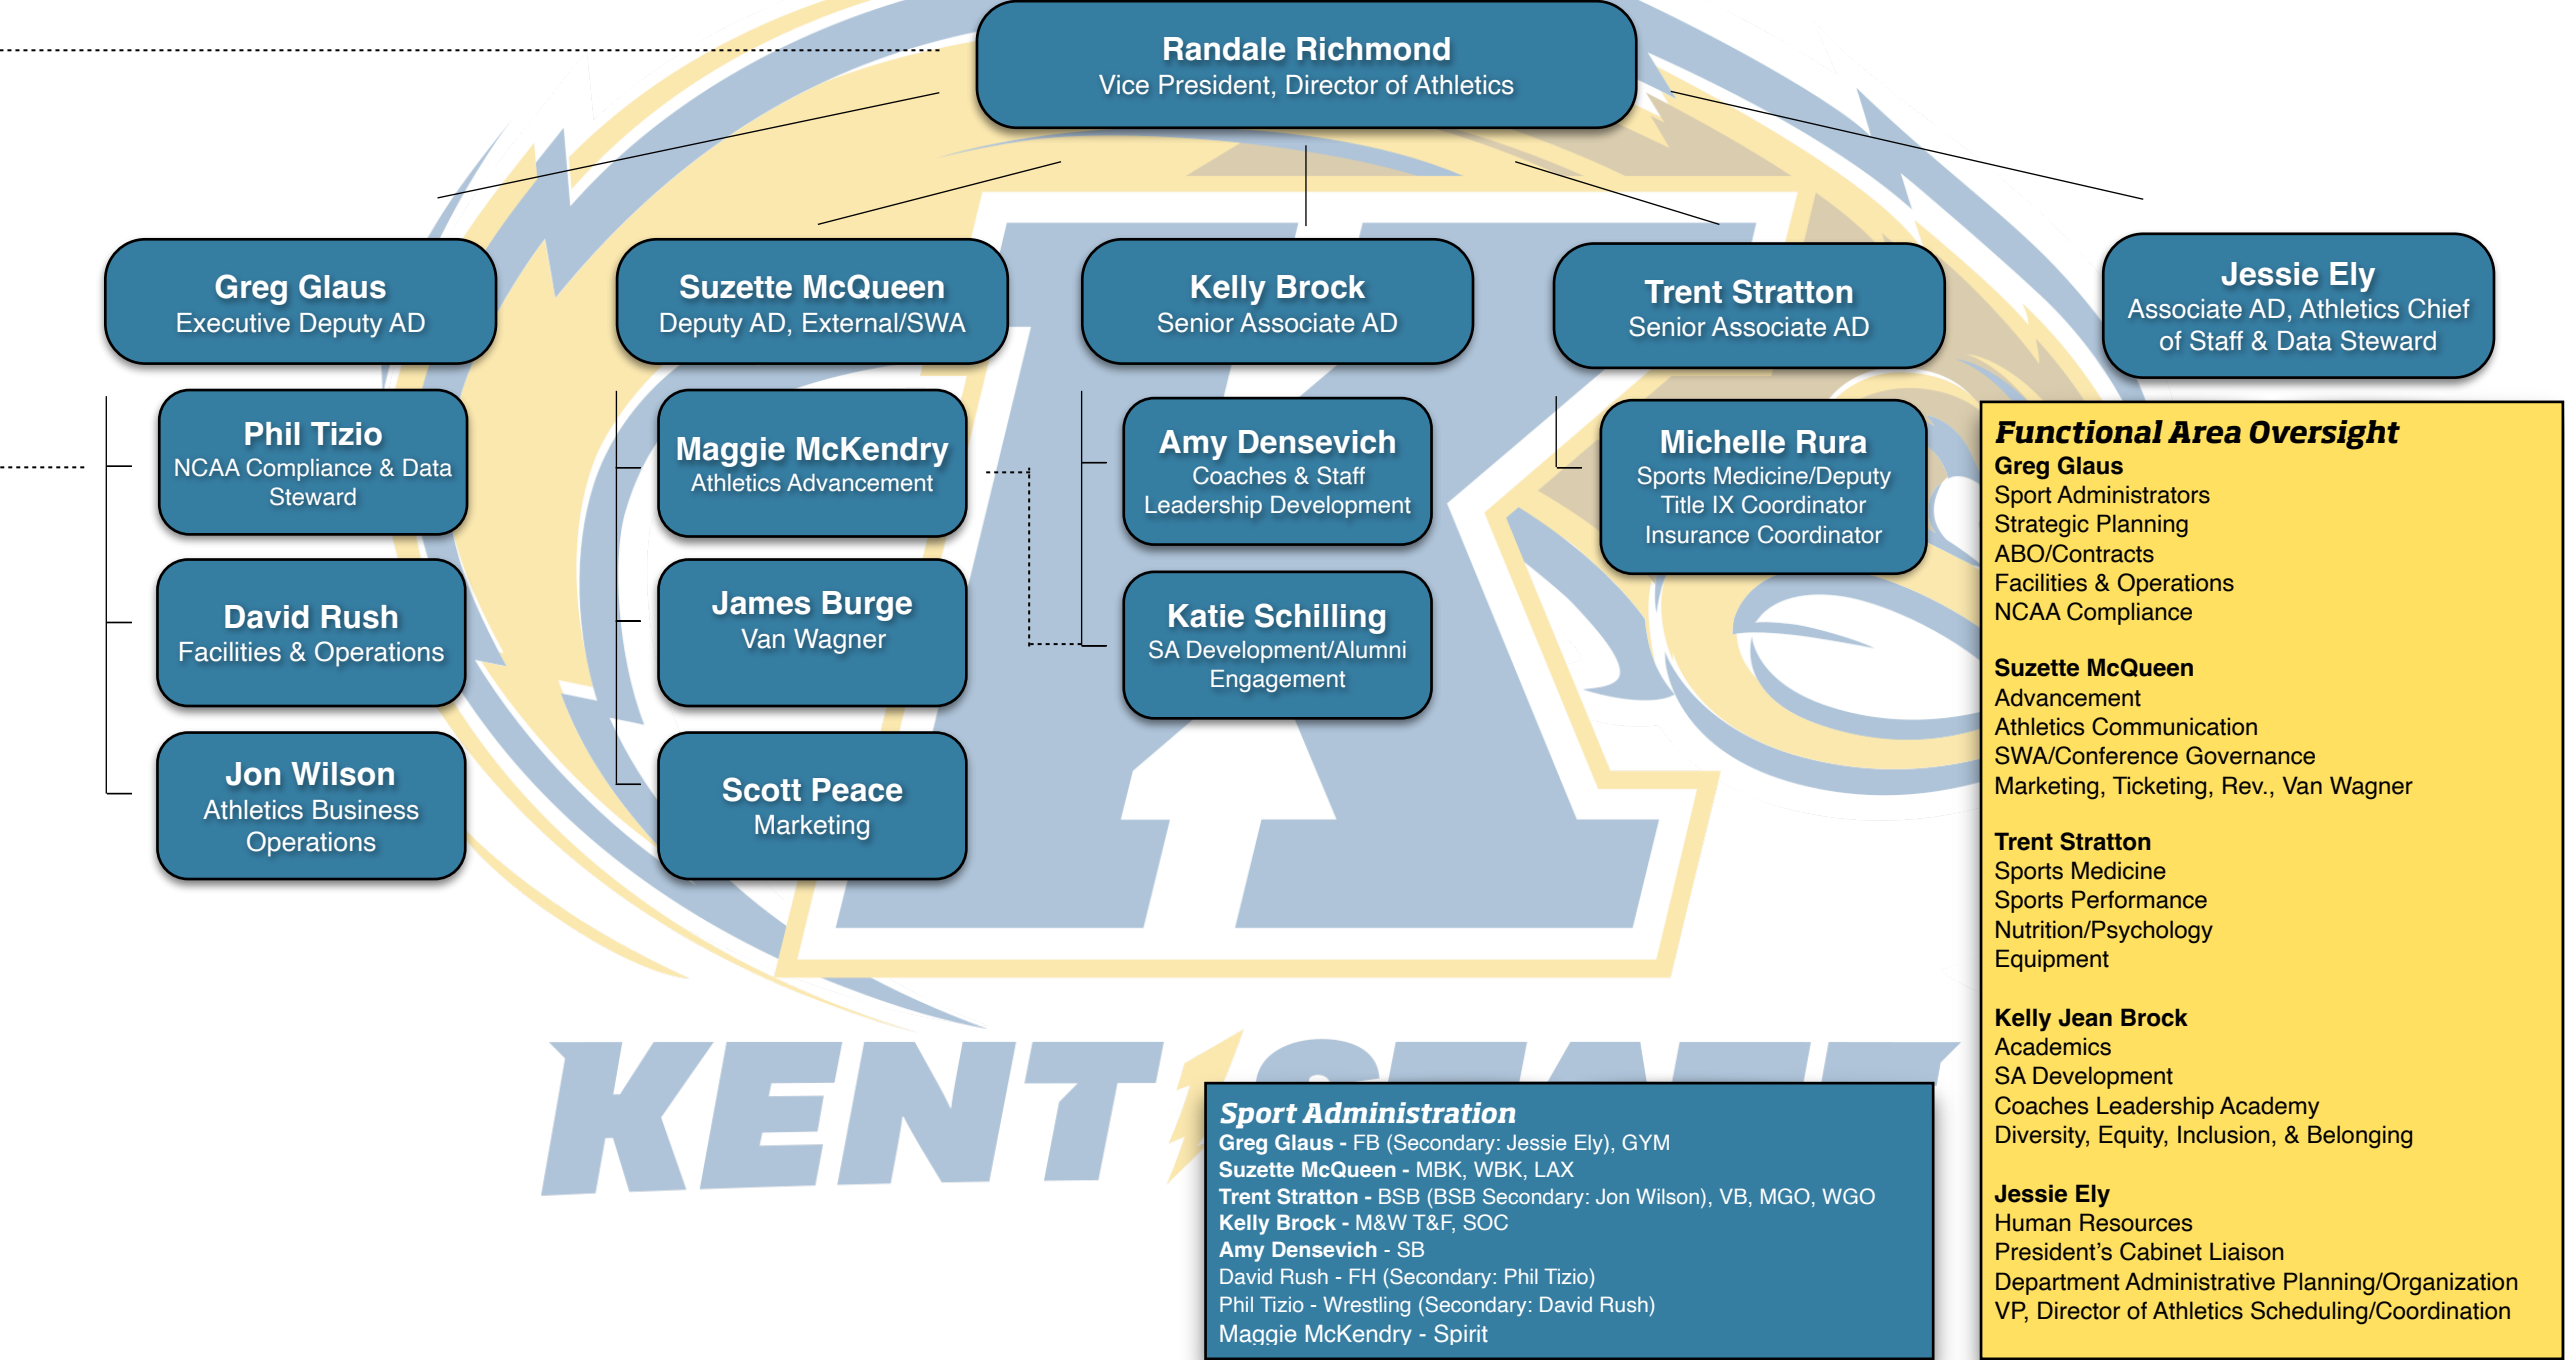 Randale Richmond
Vice President, Director of Athletics
Greg Glaus
Executive Deputy AD
Suzette McQueen
Deputy AD, External/SWA
Kelly Brock
Senior Associate AD
Trent Stratton
Senior Associate AD
Jessie Ely
Associate AD, Athletics Chief
of Staff & Data Steward
Phil Tizio
NCAA Compliance & Data
Steward
David Rush
Facilities & Operations
Jon Wilson
Athletics Business
Operations
Maggie McKendry
Athletics Advancement
James Burge
Van Wagner
Scott Peace
Marketing
Amy Densevich
Coaches & Staff
Leadership Development
Katie Schilling
SA Development/Alumni
Engagement
Michelle Rura
Sports Medicine/Deputy
Title IX Coordinator
Insurance Coordinator
Functional Area Oversight
Greg Glaus
Sport Administrators
Strategic Planning
ABO/Contracts
Facilities & Operations
NCAA Compliance
Suzette McQueen
Advancement
Athletics Communication
SWA/Conference Governance
Marketing, Ticketing, Rev., Van Wagner
Trent Stratton
Sports Medicine
Sports Performance
Nutrition/Psychology
Equipment
Kelly Jean Brock
Academics
SA Development
Coaches Leadership Academy
Diversity, Equity, Inclusion, & Belonging
Jessie Ely
Human Resources
President’s Cabinet Liaison
Department Administrative Planning/Organization
VP, Director of Athletics Scheduling/Coordination
K
KENT STATE
Sport Administration
Greg Glaus - FB (Secondary: Jessie Ely), GYM
Suzette McQueen - MBK, WBK, LAX
Trent Stratton - BSB (BSB Secondary: Jon Wilson), VB, MGO, WGO
Kelly Brock - M&W T&F, SOC
Amy Densevich - SB
David Rush - FH (Secondary: Phil Tizio)
Phil Tizio - Wrestling (Secondary: David Rush)
Maggie McKendry - Spirit